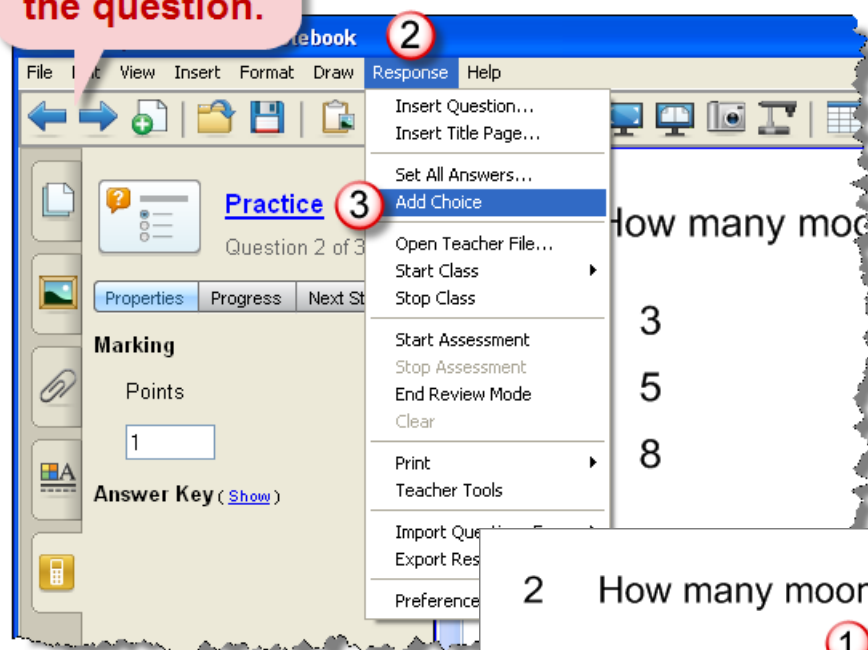 the question.
ebook
2
File
View Insert Format Draw Response Help
Insert Question...
Insert Title Page...
Set All Answers...
3 Add Choice
Open Teacher File...
Start Class
Stop Class
Start Assessment
Stop Assessment
End Review Mode
Clear
Print
Teacher Tools
Import
Export Res
Preference
Practice
Question 2 of 3
Properties Progress Next St
Marking
Points
1
Answer Key ( Show )
How many moo
3
5
8
2 How many moon
1